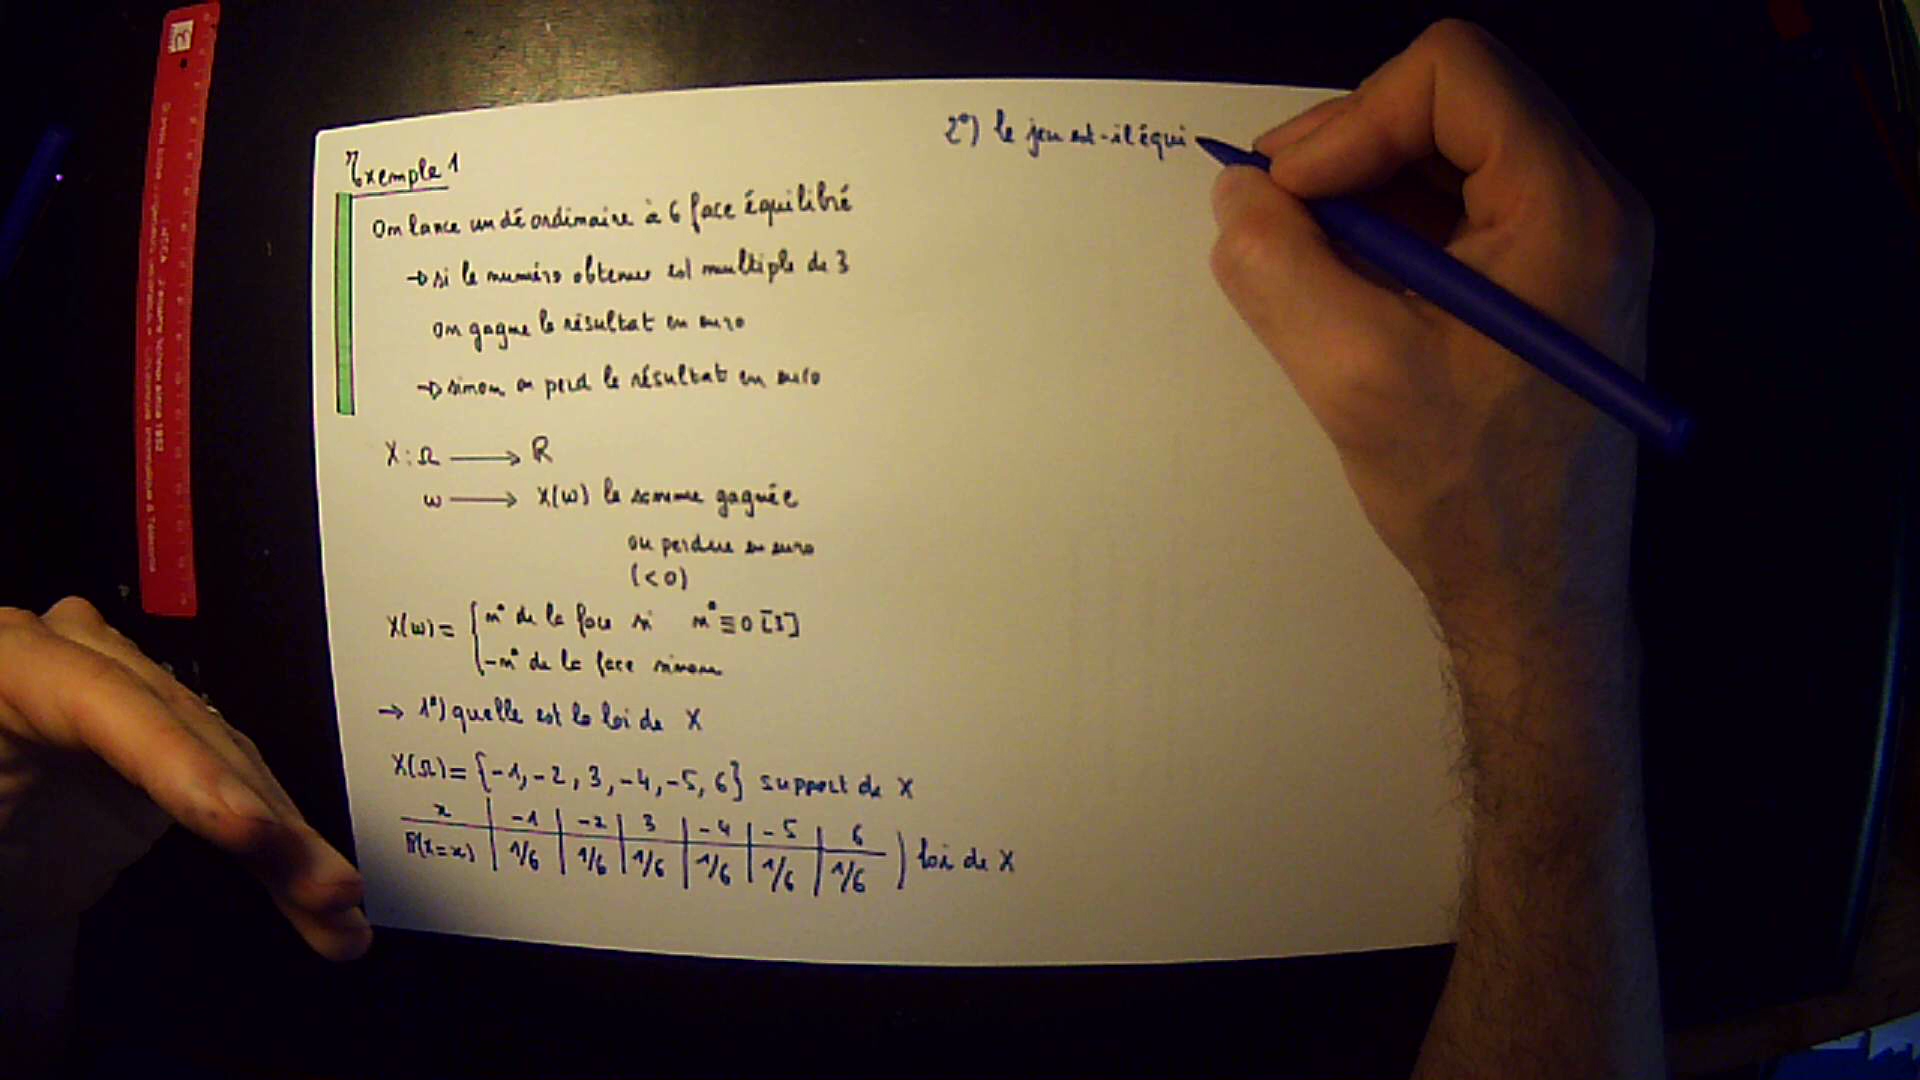 Exemple 1
On lance un dé ordinaire à 6 face équilibré
→ si le numéro obtenu est multiple de 3
on gagne le résultat en euro
→ sinon on perd le résultat en euro
X : Ω ⟶ ℝ
ω ⟶ X(ω) la somme gagnée
ou perdue en euro
(< 0)
X(ω) = { n° de la face si n° ≡ 0 [3]
-n° de la face sinon
→ 1°) quelle est la loi de X
X(Ω) = {-1, -2, 3, -4, -5, 6} support de X
x | -1 | -2 | 3 | -4 | -5 | 6
P(X=x) | 1/6 | 1/6 | 1/6 | 1/6 | 1/6 | 1/6 ) loi de X
2°) le jeu est-il équi